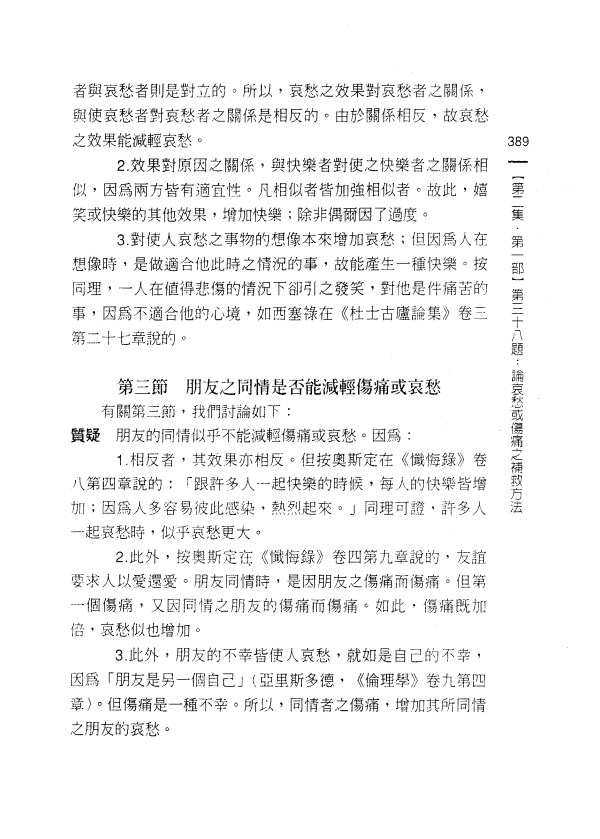 者與哀愁者則是對立的。所以，哀愁之效果對哀愁者之關係，
與使哀愁者對哀愁者之關係是相反的。由於關係相反，故哀愁
之效果能減輕哀愁。
2.效果對原因之關係，與快樂者對使之快樂者之關係相
似，因為兩方皆有適宜性。凡相似者皆加強相似者。故此，嬉
笑或快樂的其他效果，增加快樂；除非偶爾因了過度。
3.對使人哀愁之事物的想像本來增加哀愁；但因為人在
想像時，是做適合他此時之情況的事，故能產生一種快樂。按
同理，一人在值得悲傷的情況下卻引之發笑，對他是件痛苦的
事，因為不適合他的心境，如西塞祿在《杜士古廬論集》卷三
第二十七章說的。
第三節　朋友之同情是否能減輕傷痛或哀愁
有關第三節，我們討論如下：
質疑　朋友的同情似乎不能減輕傷痛或哀愁。因為：
1.相反者，其效果亦相反。但按奧斯定在《懺悔錄》卷
八第四章說的：「跟許多人一起快樂的時候，每人的快樂皆增
加；因為人多容易彼此感染，熱烈起來。」同理可證，許多人
一起哀愁時，似乎哀愁更大。
2.此外，按奧斯定在《懺悔錄》卷四第九章說的，友誼
要求人以愛還愛。朋友同情時，是因朋友之傷痛而傷痛。但第
一個傷痛，又因同情之朋友的傷痛而傷痛。如此，傷痛既加
倍，哀愁似也增加。
3.此外，朋友的不幸皆使人哀愁，就如是自己的不幸，
因為「朋友是另一個自己」（亞里斯多德，《倫理學》卷九第四
章）。但傷痛是一種不幸。所以，同情者之傷痛，增加其所同情
之朋友的哀愁。
389
【第二集．第一部】第三十八題：論哀愁或傷痛之補救方法